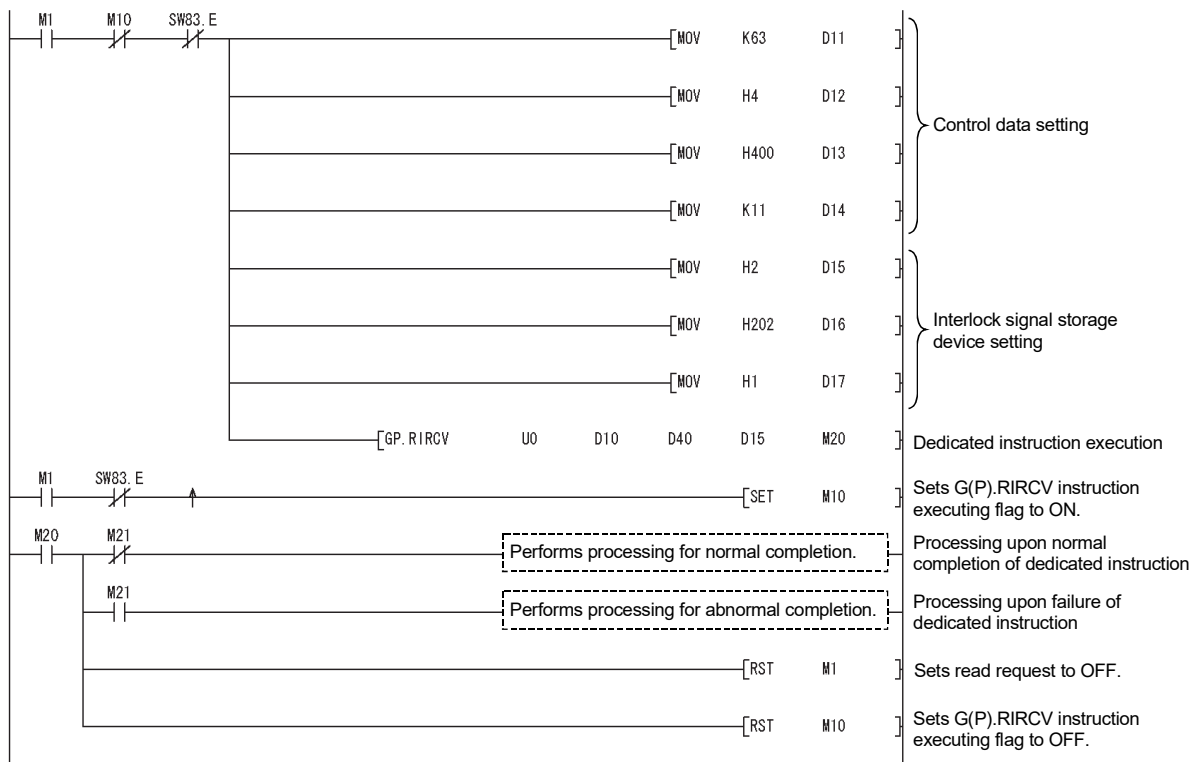 M1 M10 SW83.E
[MOV K63 D11 ]
[MOV H4 D12 ]
Control data setting
[MOV H400 D13 ]
[MOV K11 D14 ]
[MOV H2 D15 ]
[MOV H202 D16 ]
Interlock signal storage
device setting
[MOV H1 D17 ]
[GP.RIRCV U0 D10 D40 D15 M20 ]
Dedicated instruction execution
M1 SW83.E
[SET M10 ]
Sets G(P).RIRCV instruction
executing flag to ON.
M20 M21
Performs processing for normal completion.
Processing upon normal
completion of dedicated instruction
M21
Performs processing for abnormal completion.
Processing upon failure of
dedicated instruction
[RST M1 ]
Sets read request to OFF.
[RST M10 ]
Sets G(P).RIRCV instruction
executing flag to OFF.